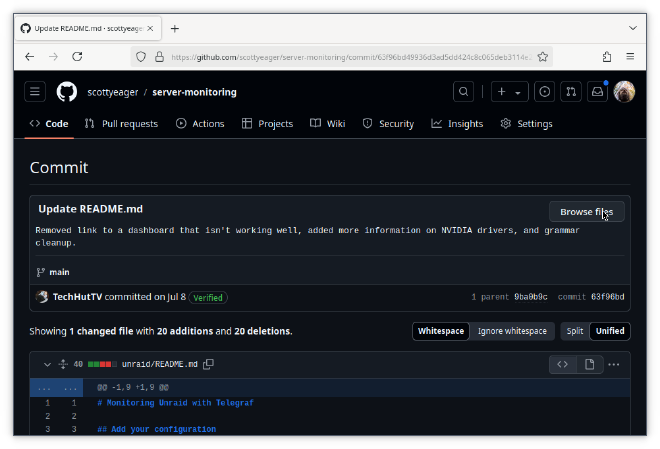 Update README.md · scottyeager
https://github.com/scottyeager/server-monitoring/commit/63f96bd49936d3ad5dd424c8c065deb3114e
scottyeager / server-monitoring
Code Pull requests Actions Projects Wiki Security Insights Settings
Commit
Update README.md
Browse files
Removed link to a dashboard that isn't working well, added more information on NVIDIA drivers, and grammar
cleanup.
main
TechHutTV committed on Jul 8 Verified
1 parent 9ba0b9c commit 63f96bd
Showing 1 changed file with 20 additions and 20 deletions.
Whitespace Ignore whitespace Split Unified
40 unraid/README.md
... ... @@ -1,9 +1,9 @@
1 1 # Monitoring Unraid with Telegraf
2 2
3 3 ## Add your configuration